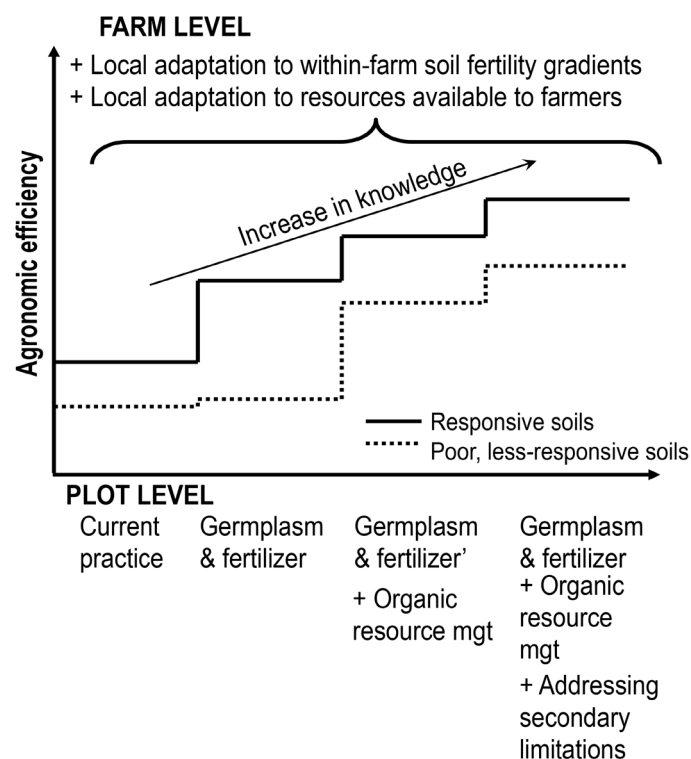 FARM LEVEL
+ Local adaptation to within-farm soil fertility gradients
+ Local adaptation to resources available to farmers
Agronomic efficiency
Increase in knowledge
Responsive soils
Poor, less-responsive soils
PLOT LEVEL
Current
practice
Germplasm
& fertilizer
Germplasm
& fertilizer’
+ Organic
resource mgt
Germplasm
& fertilizer
+ Organic
resource
mgt
+ Addressing
secondary
limitations